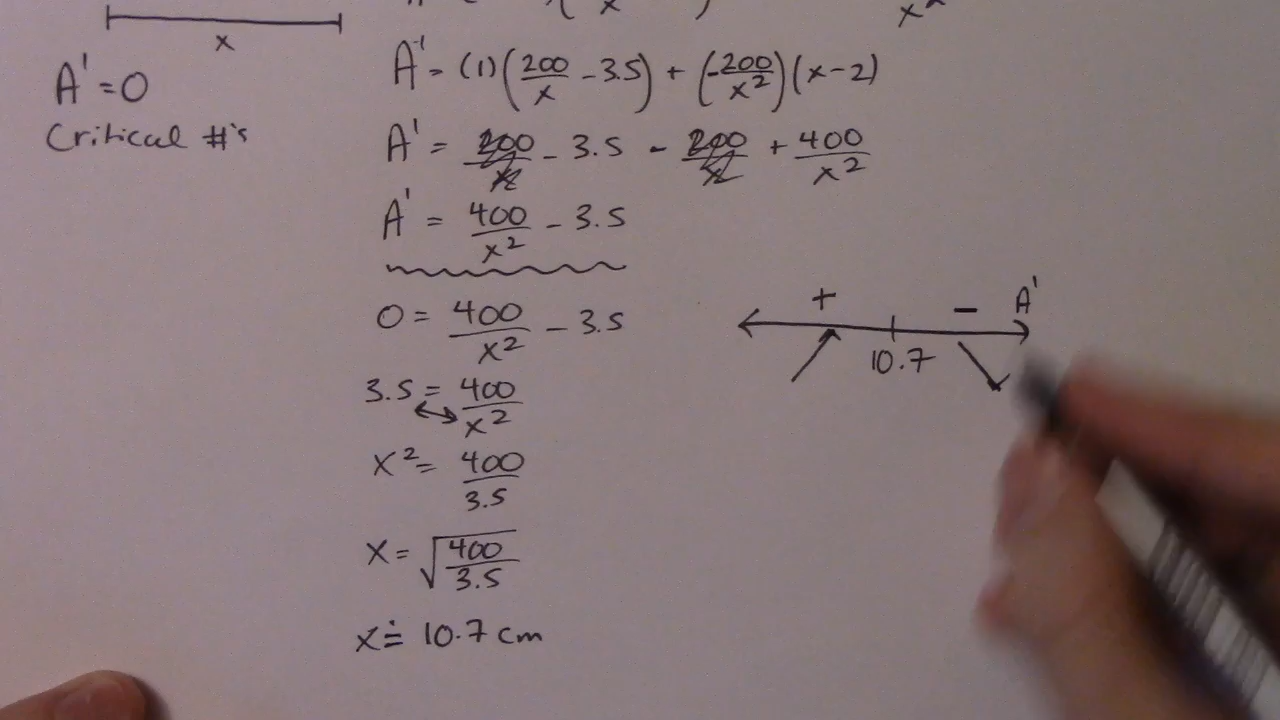 x
x²
A' = (1)(200/x - 3.5) + (-200/x²)(x-2)
A' = 0
Critical #'s
A' = 200/x - 3.5 - 200/x + 400/x²
A' = 400/x² - 3.5
0 = 400/x² - 3.5
+ - A'
10.7
3.5 = 400/x²
x² = 400/3.5
x = √400/3.5
x ≐ 10.7 cm